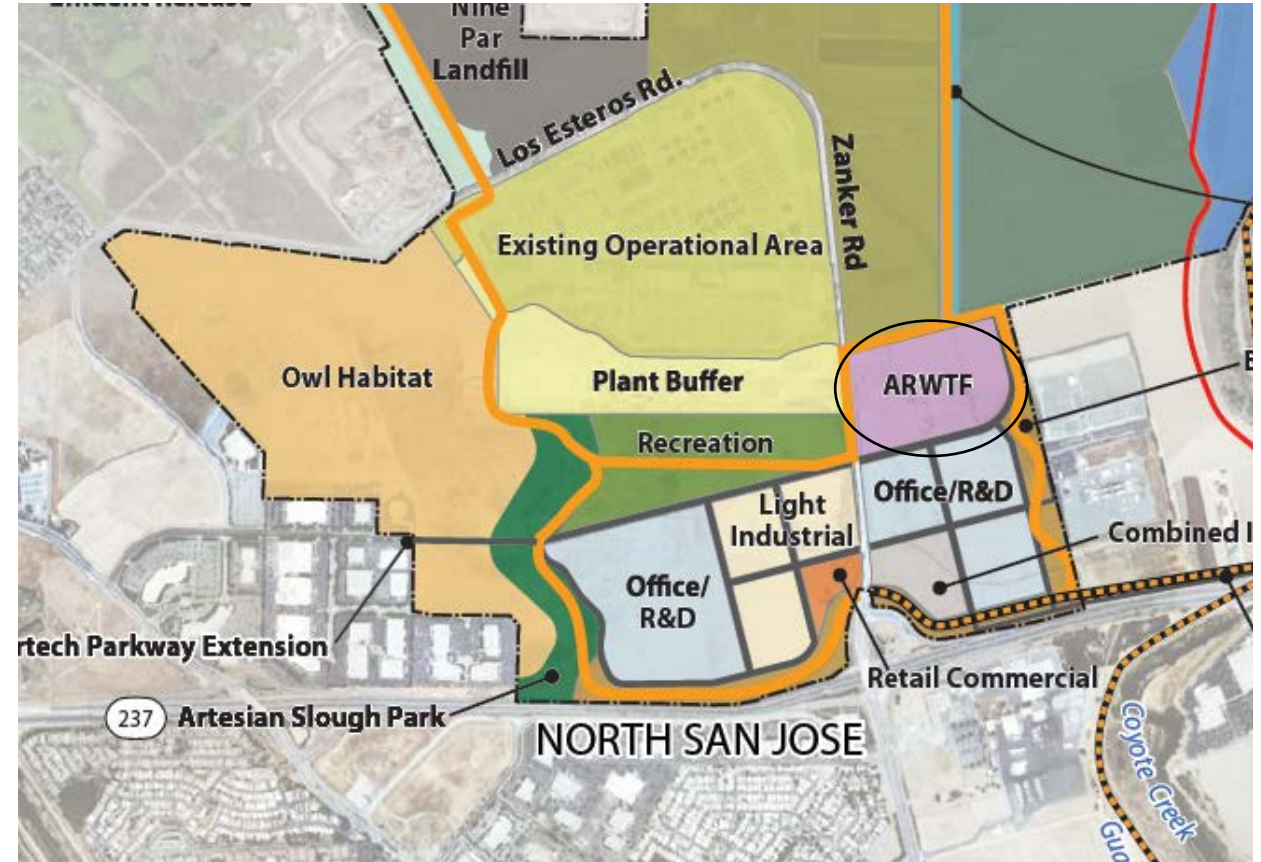 Nine
Par
Landfill
Los Esteros Rd.
Zanker Rd
Existing Operational Area
Owl Habitat
Plant Buffer
ARWTF
Recreation
Light
Industrial
Office/R&D
Combined
Office/
R&D
Parkway Extension
Retail Commercial
237
Artesian Slough Park
NORTH SAN JOSE
Coyote Creek